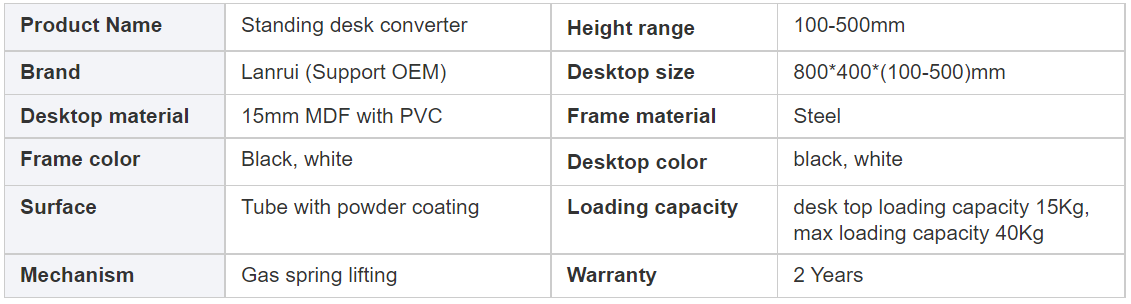 Product Name Standing desk converter Height range 100-500mm
Brand Lanrui (Support OEM) Desktop size 800*400*(100-500)mm
Desktop material 15mm MDF with PVC Frame material Steel
Frame color Black, white Desktop color black, white
Surface Tube with powder coating Loading capacity desk top loading capacity 15Kg,
max loading capacity 40Kg
Mechanism Gas spring lifting Warranty 2 Years